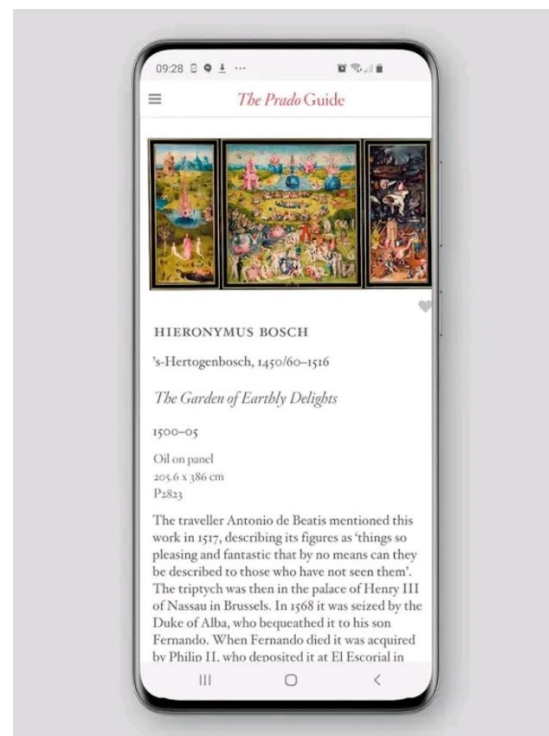 09:28
The Prado Guide
HIERONYMUS BOSCH
's-Hertogenbosch, 1450/60–1516
The Garden of Earthly Delights
1500–05
Oil on panel
205.6 x 386 cm
P2823
The traveller Antonio de Beatis mentioned this
work in 1517, describing its figures as ‘things so
pleasing and fantastic that by no means can they
be described to those who have not seen them’.
The triptych was then in the palace of Henry III
of Nassau in Brussels. In 1568 it was seized by the
Duke of Alba, who bequeathed it to his son
Fernando. When Fernando died it was acquired
by Philip II, who deposited it at El Escorial in